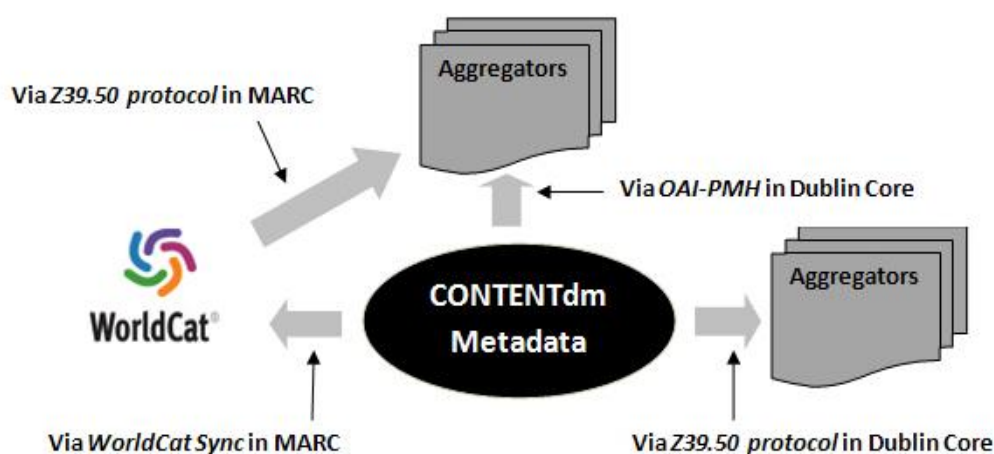 Aggregators
Via Z39.50 protocol in MARC
Via OAI-PMH in Dublin Core
Aggregators
CONTENTdm
Metadata
WorldCat®
Via WorldCat Sync in MARC
Via Z39.50 protocol in Dublin Core